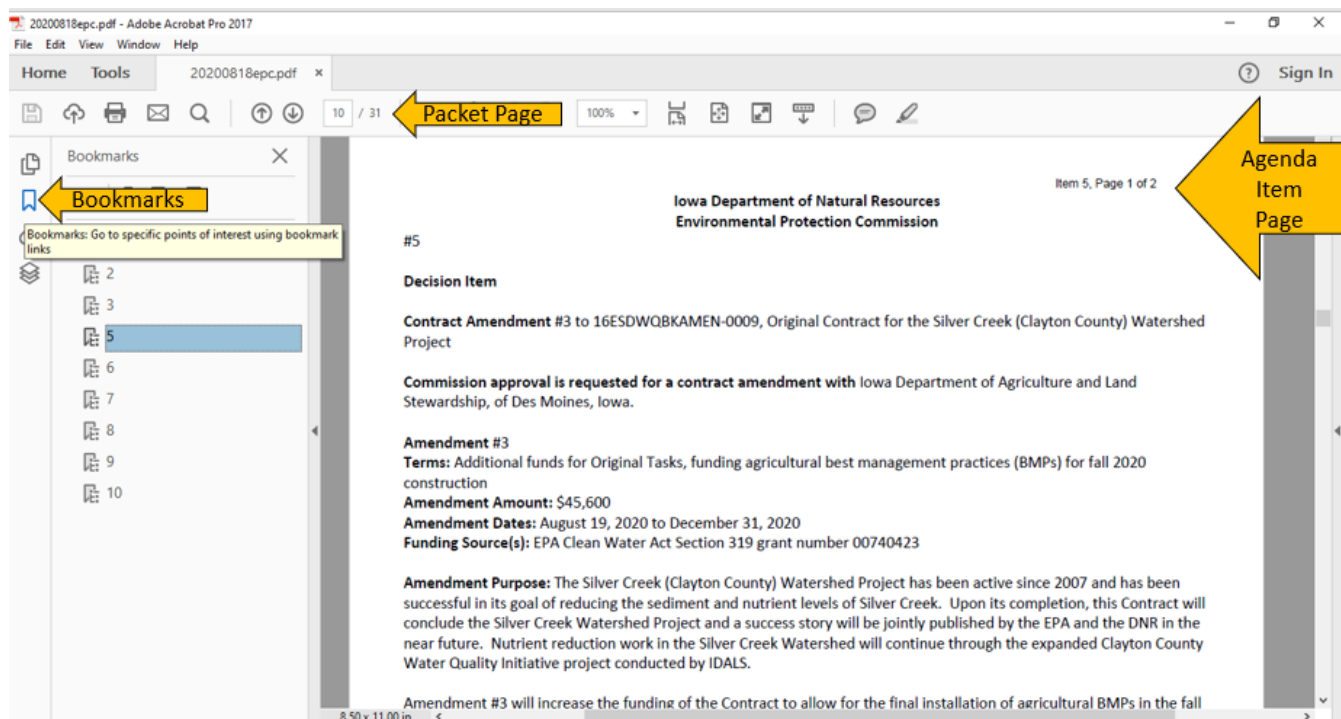 20200818epc.pdf - Adobe Acrobat Pro 2017
File Edit View Window Help
Home Tools 20200818epc.pdf × Sign In
10 / 31 Packet Page 100%
Bookmarks
Bookmarks
Bookmarks: Go to specific points of interest using bookmark
links
2
3
5
6
7
8
9
10
Agenda
Item
Page
Item 5, Page 1 of 2
Iowa Department of Natural Resources
Environmental Protection Commission
#5
Decision Item
Contract Amendment #3 to 16ESDWQBKAMEN-0009, Original Contract for the Silver Creek (Clayton County) Watershed
Project
Commission approval is requested for a contract amendment with Iowa Department of Agriculture and Land
Stewardship, of Des Moines, Iowa.
Amendment #3
Terms: Additional funds for Original Tasks, funding agricultural best management practices (BMPs) for fall 2020
construction
Amendment Amount: $45,600
Amendment Dates: August 19, 2020 to December 31, 2020
Funding Source(s): EPA Clean Water Act Section 319 grant number 00740423
Amendment Purpose: The Silver Creek (Clayton County) Watershed Project has been active since 2007 and has been
successful in its goal of reducing the sediment and nutrient levels of Silver Creek. Upon its completion, this Contract will
conclude the Silver Creek Watershed Project and a success story will be jointly published by the EPA and the DNR in the
near future. Nutrient reduction work in the Silver Creek Watershed will continue through the expanded Clayton County
Water Quality Initiative project conducted by IDALS.
Amendment #3 will increase the funding of the Contract to allow for the final installation of agricultural BMPs in the fall
8.50 x 11.00 in